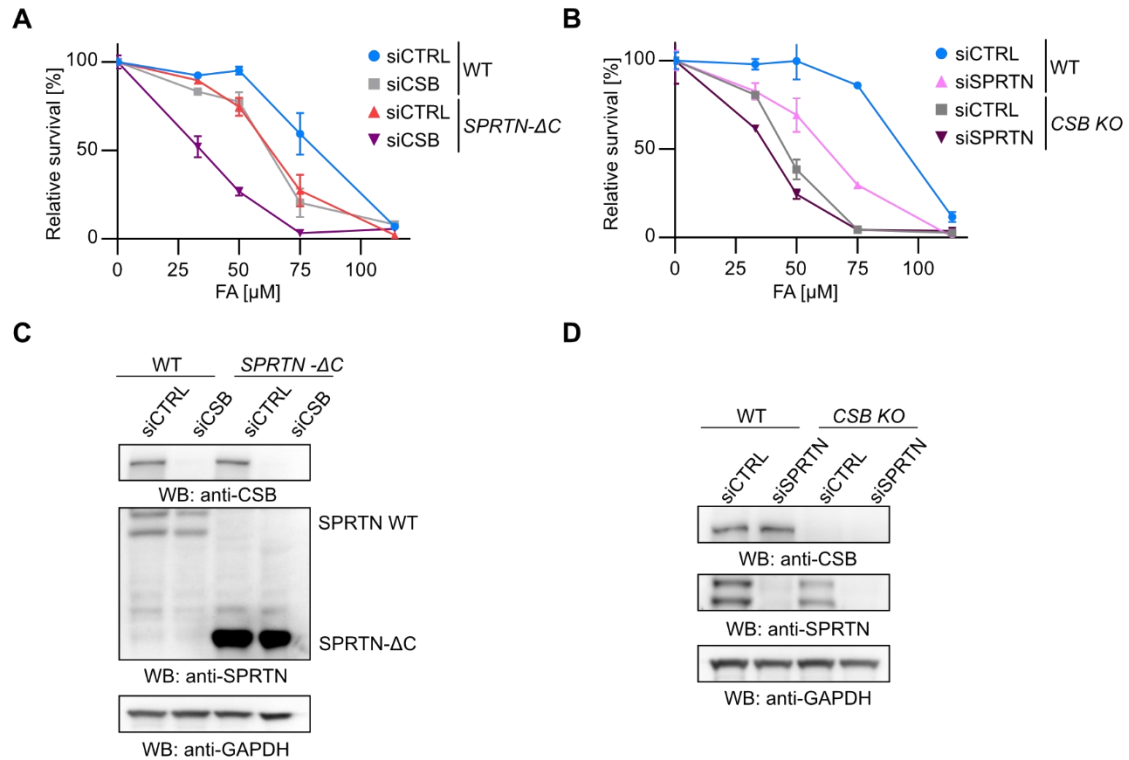 A
Relative survival [%]
100
50
0
0
25
50
75
100
FA [µM]
siCTRL
siCSB
WT
siCTRL
siCSB
SPRTN-ΔC
B
Relative survival [%]
100
50
0
0
25
50
75
100
FA [µM]
siCTRL
siSPRTN
WT
siCTRL
siSPRTN
CSB KO
C
WT
SPRTN -ΔC
siCTRL
siCSB
siCTRL
siCSB
WB: anti-CSB
SPRTN WT
SPRTN-ΔC
WB: anti-SPRTN
WB: anti-GAPDH
D
WT
CSB KO
siCTRL
siSPRTN
siCTRL
siSPRTN
WB: anti-CSB
WB: anti-SPRTN
WB: anti-GAPDH